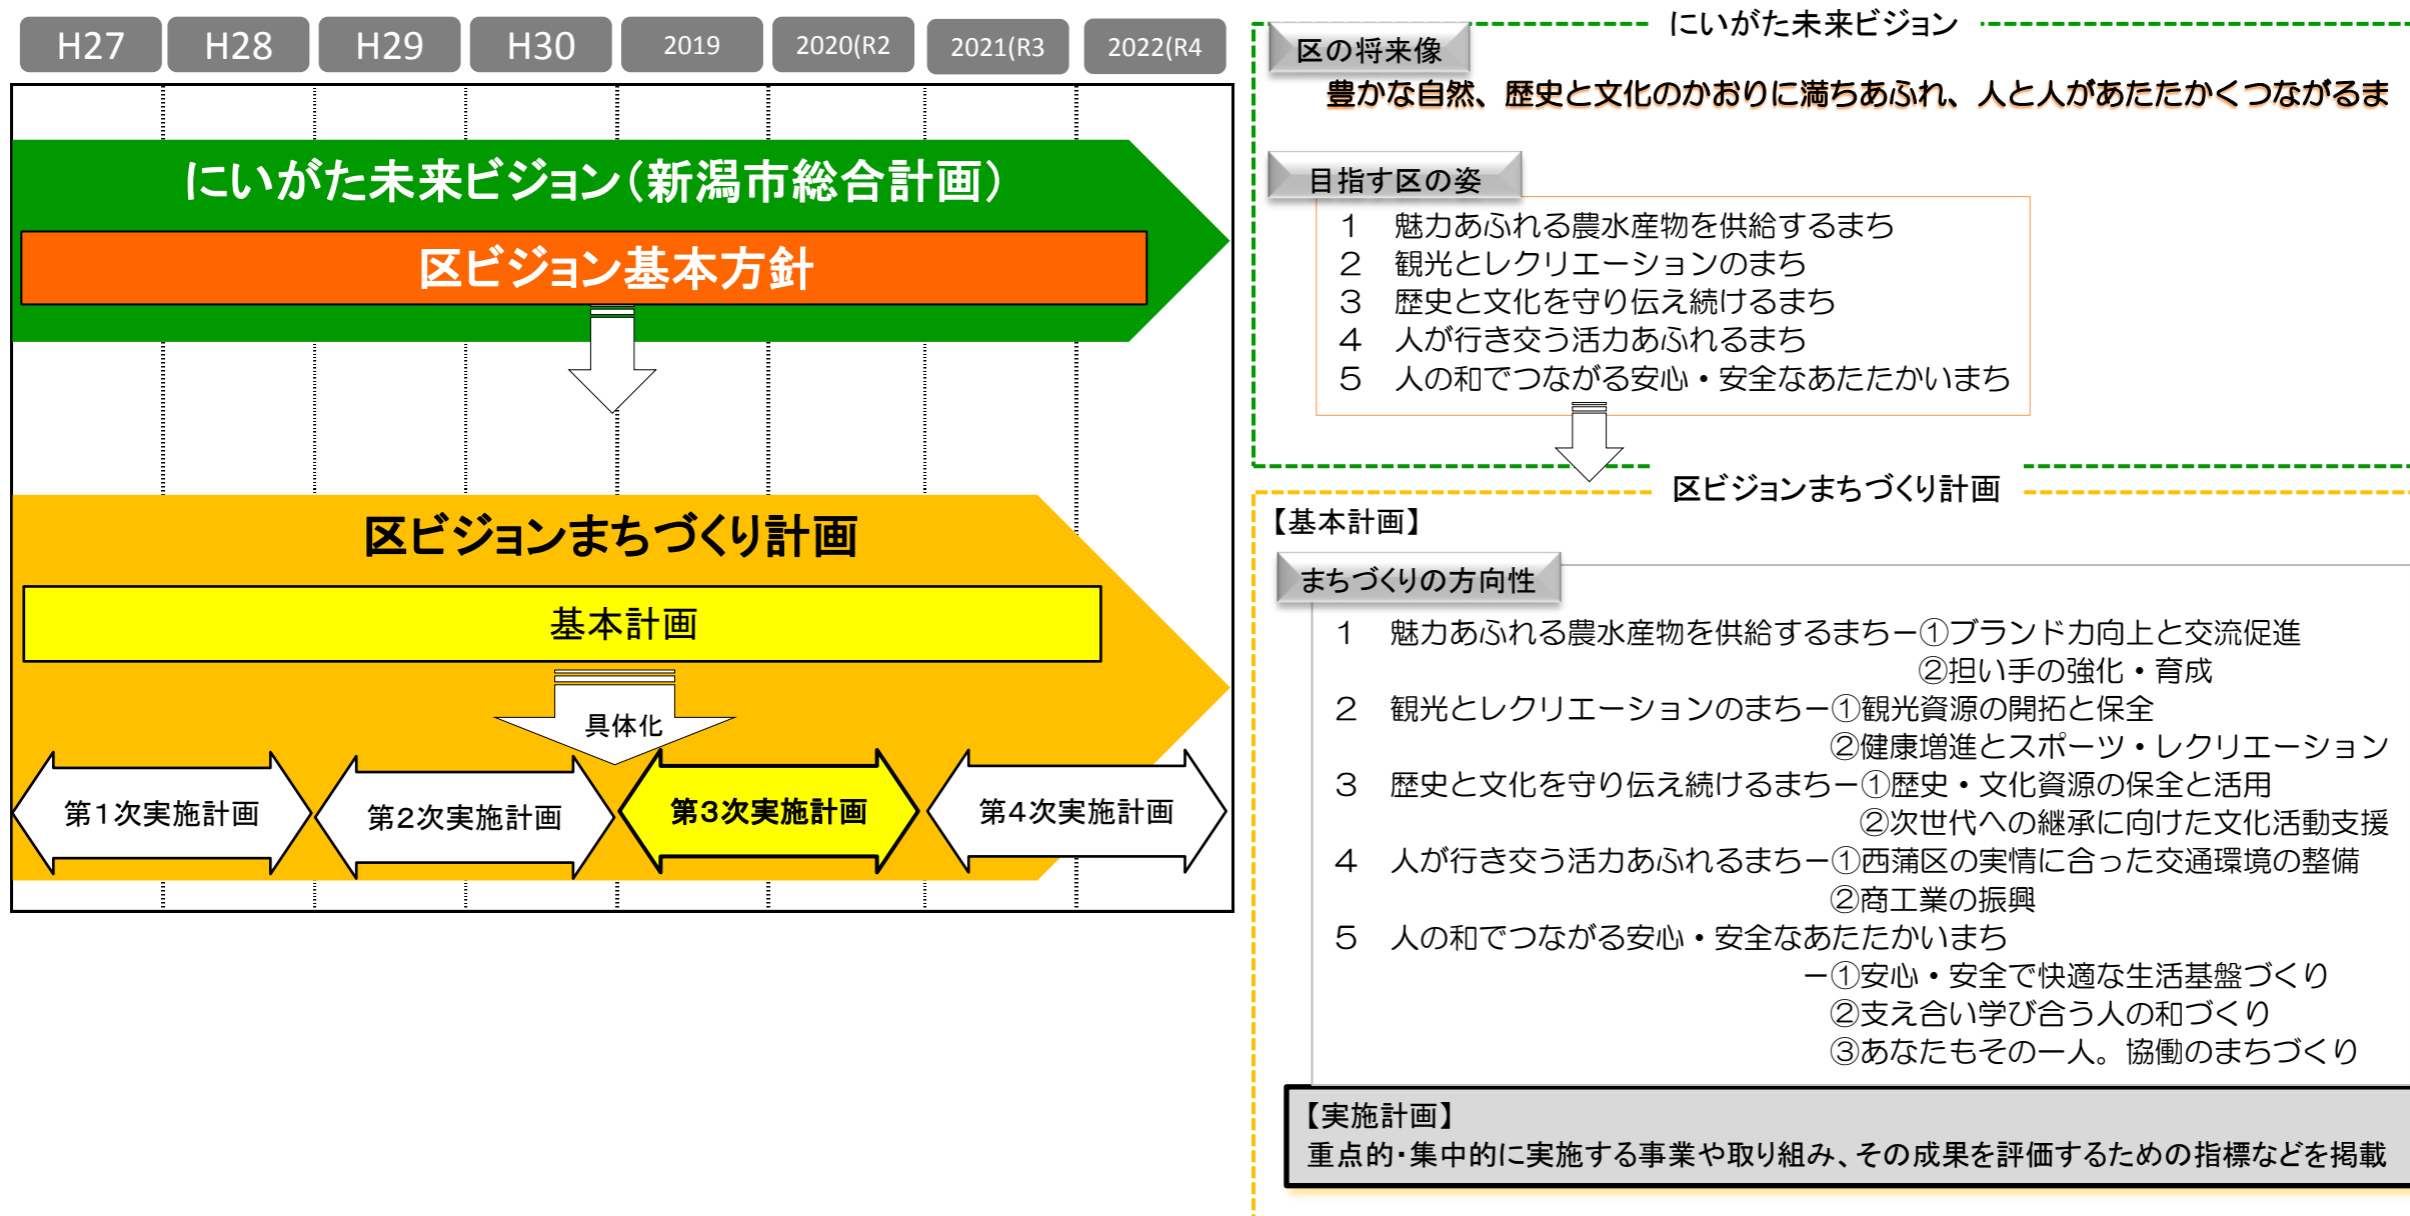 H27 H28 H29 H30 2019 2020(R2 2021(R3 2022(R4
にいがた未来ビジョン（新潟市総合計画）
区ビジョン基本方針
区ビジョンまちづくり計画
基本計画
具体化
第１次実施計画 第２次実施計画 第３次実施計画 第４次実施計画
にいがた未来ビジョン
区の将来像
豊かな自然、歴史と文化のかおりに満ちあふれ、人と人があたたかくつながるま
目指す区の姿
１ 魅力あふれる農水産物を供給するまち
２ 観光とレクリエーションのまち
３ 歴史と文化を守り伝え続けるまち
４ 人が行き交う活力あふれるまち
５ 人の和でつながる安心・安全なあたたかいまち
区ビジョンまちづくり計画
【基本計画】
まちづくりの方向性
１ 魅力あふれる農水産物を供給するまちー①ブランド力向上と交流促進
②担い手の強化・育成
２ 観光とレクリエーションのまちー①観光資源の開拓と保全
②健康増進とスポーツ・レクリエーション
３ 歴史と文化を守り伝え続けるまちー①歴史・文化資源の保全と活用
②次世代への継承に向けた文化活動支援
４ 人が行き交う活力あふれるまちー①西蒲区の実情に合った交通環境の整備
②商工業の振興
５ 人の和でつながる安心・安全なあたたかいまち
ー①安心・安全で快適な生活基盤づくり
②支え合い学び合う人の和づくり
③あなたもその一人。協働のまちづくり
【実施計画】
重点的・集中的に実施する事業や取り組み、その成果を評価するための指標などを掲載